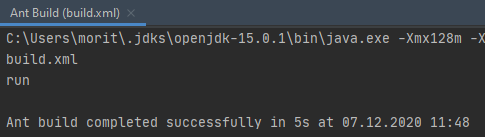 Ant Build (build.xml) ×
C:\Users\morit\.jdks\openjdk-15.0.1\bin\java.exe -Xmx128m -X
build.xml
run
Ant build completed successfully in 5s at 07.12.2020 11:48